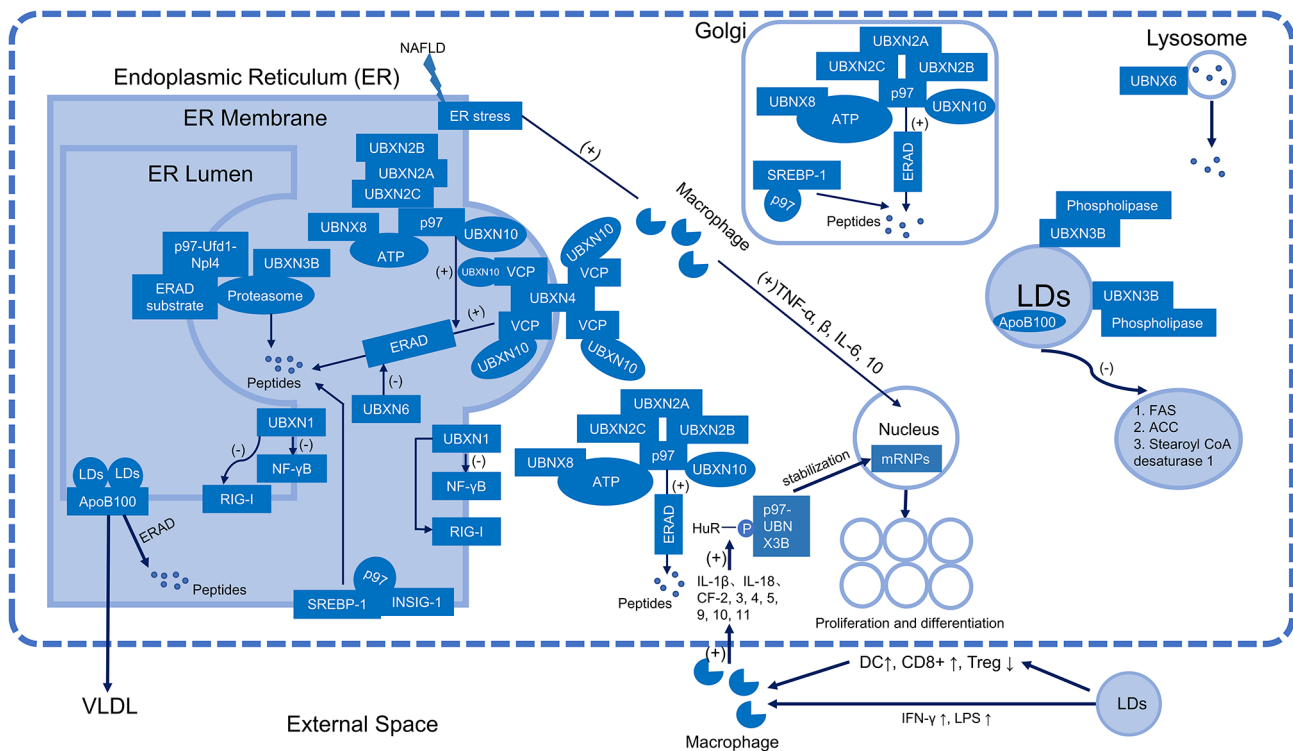 Golgi
Lysosome
NAFLD
Endoplasmic Reticulum (ER)
ER Membrane
ER Lumen
ER stress
(+)
UBXN2B
UBXN2A
UBXN2C
UBNX8
p97
UBXN10
ATP
(+)
p97-Ufd1-
Npl4
UBXN3B
ERAD
substrate
Proteasome
Peptides
UBXN10
VCP
UBXN10
VCP
UBXN4
VCP
UBXN10
VCP
UBXN10
(+)
ERAD
(-)
UBXN6
UBXN1
(-)
(-)
NF-γB
RIG-I
UBXN1
(-)
NF-γB
RIG-I
LDs
LDs
ApoB100
ERAD
Peptides
p97
SREBP-1
INSIG-1
VLDL
External Space
Macrophage
(+)TNF-α, β, IL-6, 10
UBXN2A
UBXN2C
UBXN2B
UBNX8
p97
UBXN10
ATP
(+)
ERAD
SREBP-1
p97
Peptides
UBNX6
Phospholipase
UBXN3B
LDs
ApoB100
UBXN3B
Phospholipase
(-)
1. FAS
2. ACC
3. Stearoyl CoA
desaturase 1
UBXN2A
UBXN2C
UBXN2B
UBNX8
p97
UBXN10
ATP
(+)
ERAD
Peptides
Nucleus
mRNPs
stabilization
HuR
P
p97-
UBN
X3B
(+)
IL-1β、IL-18、
CF-2, 3, 4, 5,
9, 10, 11
(+)
Proliferation and differentiation
DC↑, CD8+ ↑, Treg ↓
IFN-γ ↑, LPS ↑
LDs
Macrophage